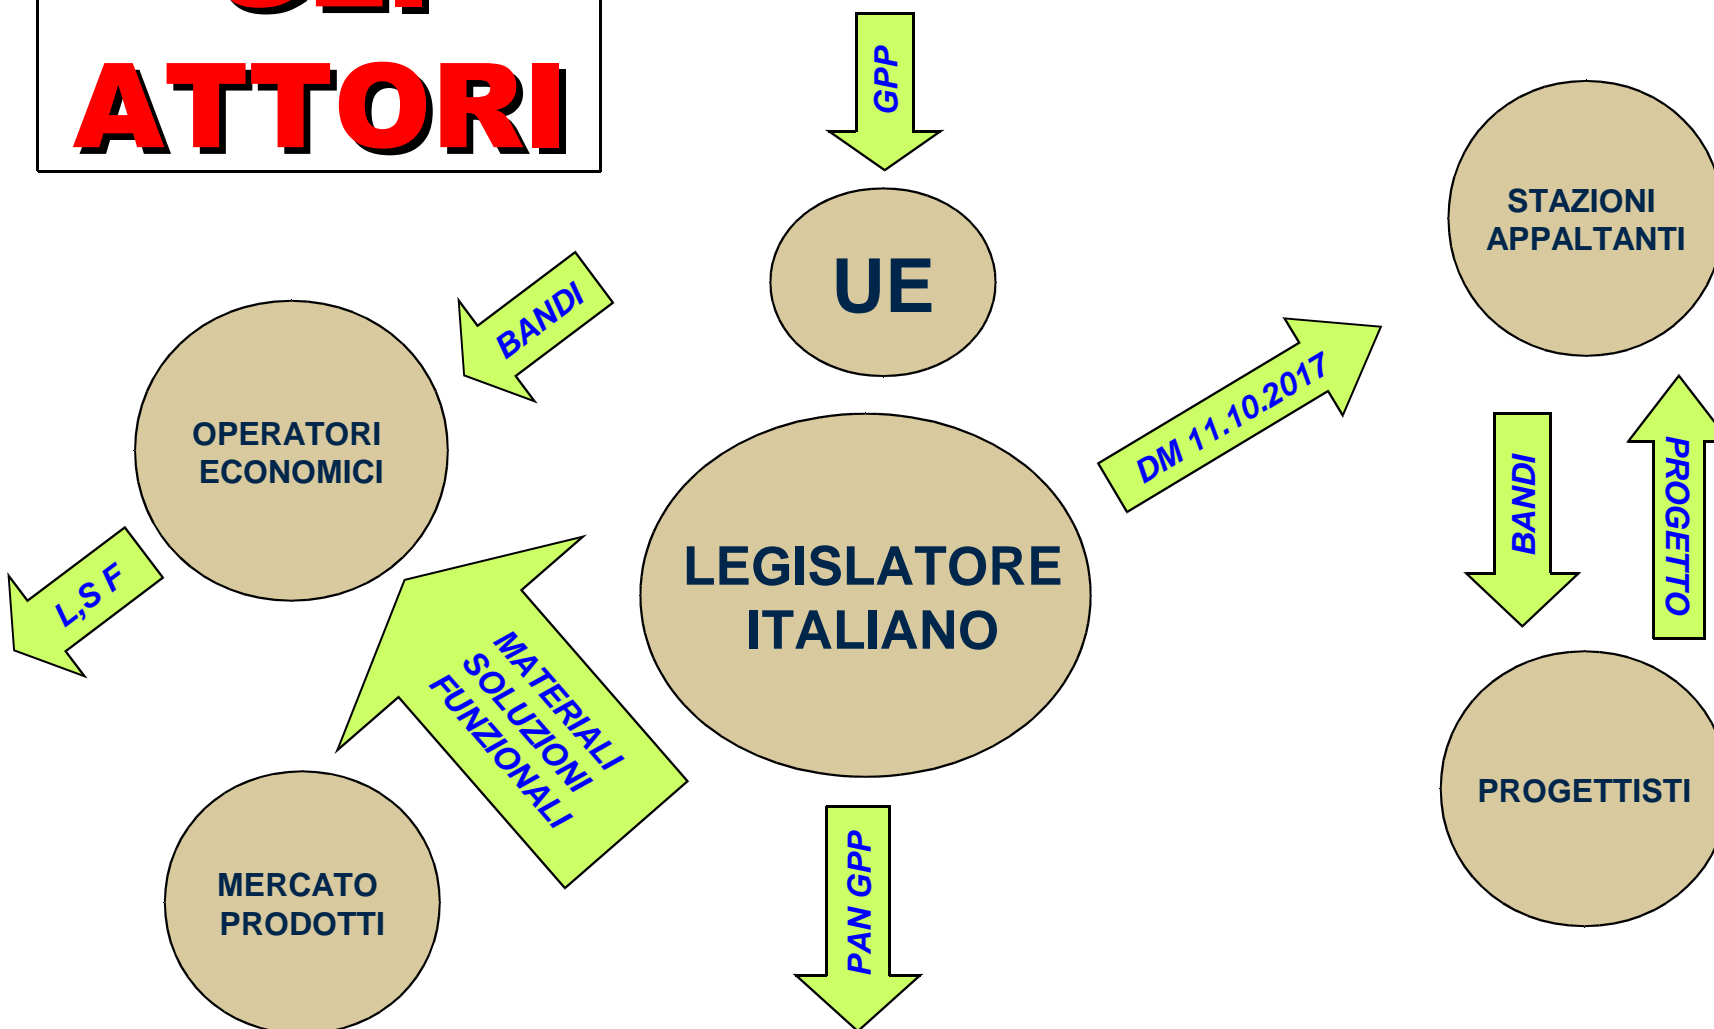 GLI
ATTORI
GPP
UE
STAZIONI
APPALTANTI
BANDI
OPERATORI
ECONOMICI
DM 11.10.2017
L,S F
LEGISLATORE
ITALIANO
BANDI
PROGETTO
MATERIALI
SOLUZIONI
FUNZIONALI
PROGETTISTI
MERCATO
PRODOTTI
PAN GPP